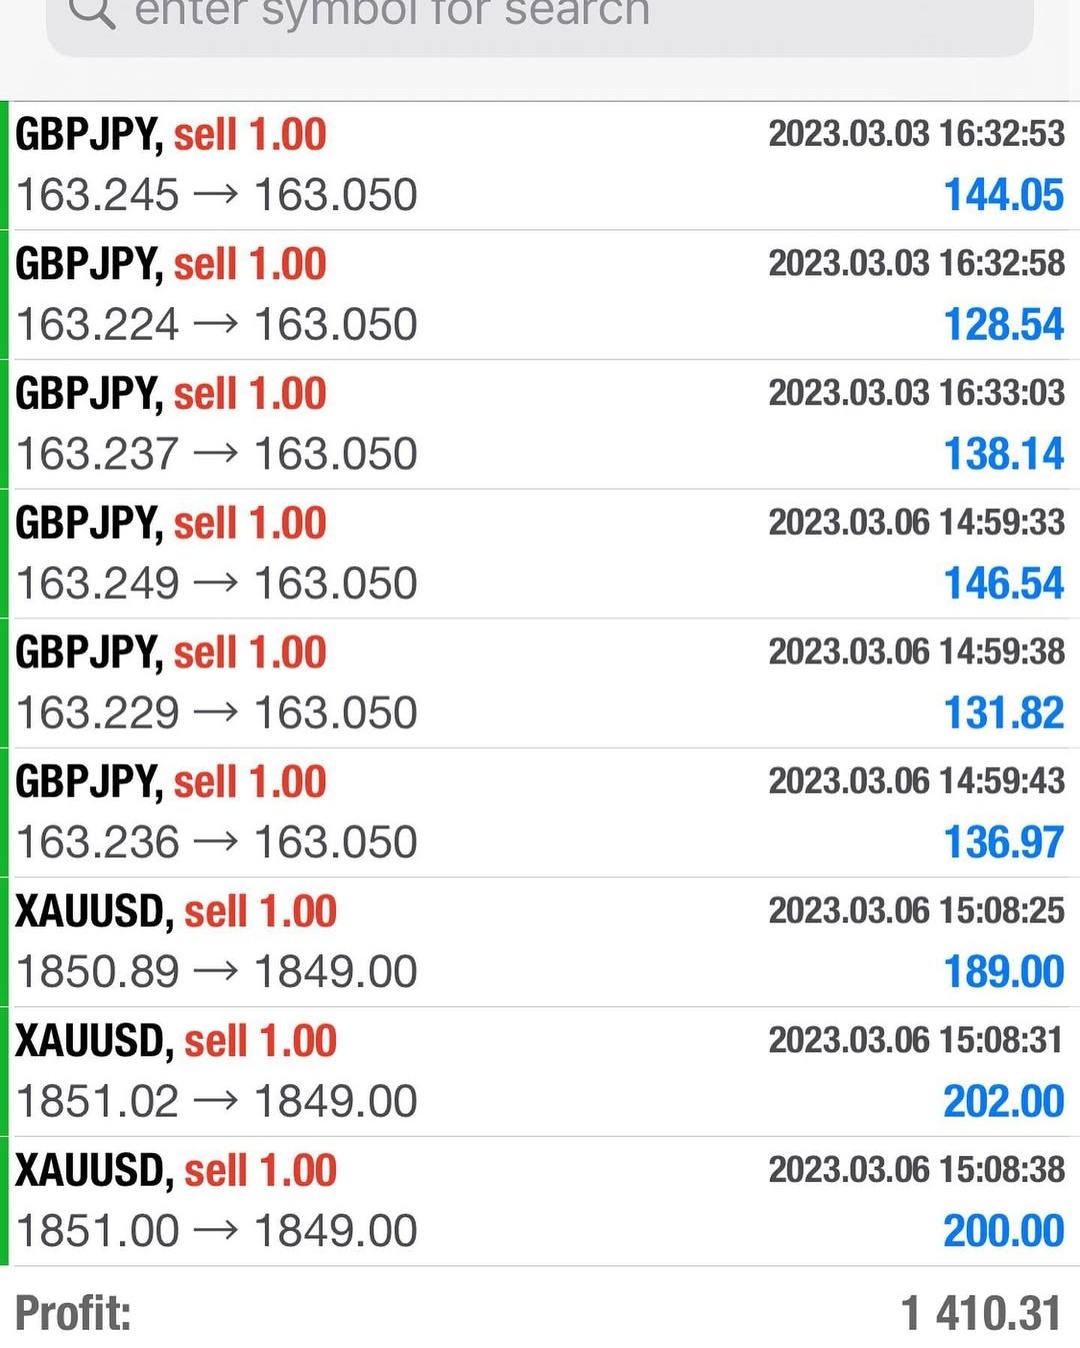 enter symbol for search
GBPJPY, sell 1.00 2023.03.03 16:32:53
163.245 → 163.050 144.05
GBPJPY, sell 1.00 2023.03.03 16:32:58
163.224 → 163.050 128.54
GBPJPY, sell 1.00 2023.03.03 16:33:03
163.237 → 163.050 138.14
GBPJPY, sell 1.00 2023.03.06 14:59:33
163.249 → 163.050 146.54
GBPJPY, sell 1.00 2023.03.06 14:59:38
163.229 → 163.050 131.82
GBPJPY, sell 1.00 2023.03.06 14:59:43
163.236 → 163.050 136.97
XAUUSD, sell 1.00 2023.03.06 15:08:25
1850.89 → 1849.00 189.00
XAUUSD, sell 1.00 2023.03.06 15:08:31
1851.02 → 1849.00 202.00
XAUUSD, sell 1.00 2023.03.06 15:08:38
1851.00 → 1849.00 200.00
Profit: 1 410.31